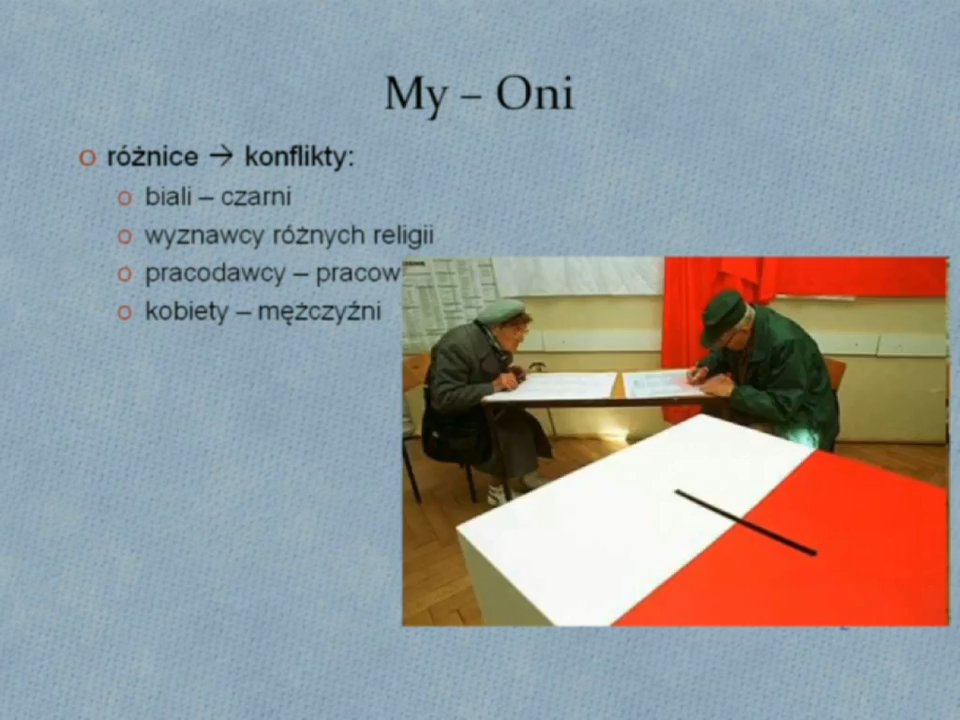 My – Oni
różnice → konflikty:
biali – czarni
wyznawcy różnych religii
pracodawcy – pracow
kobiety – mężczyźni